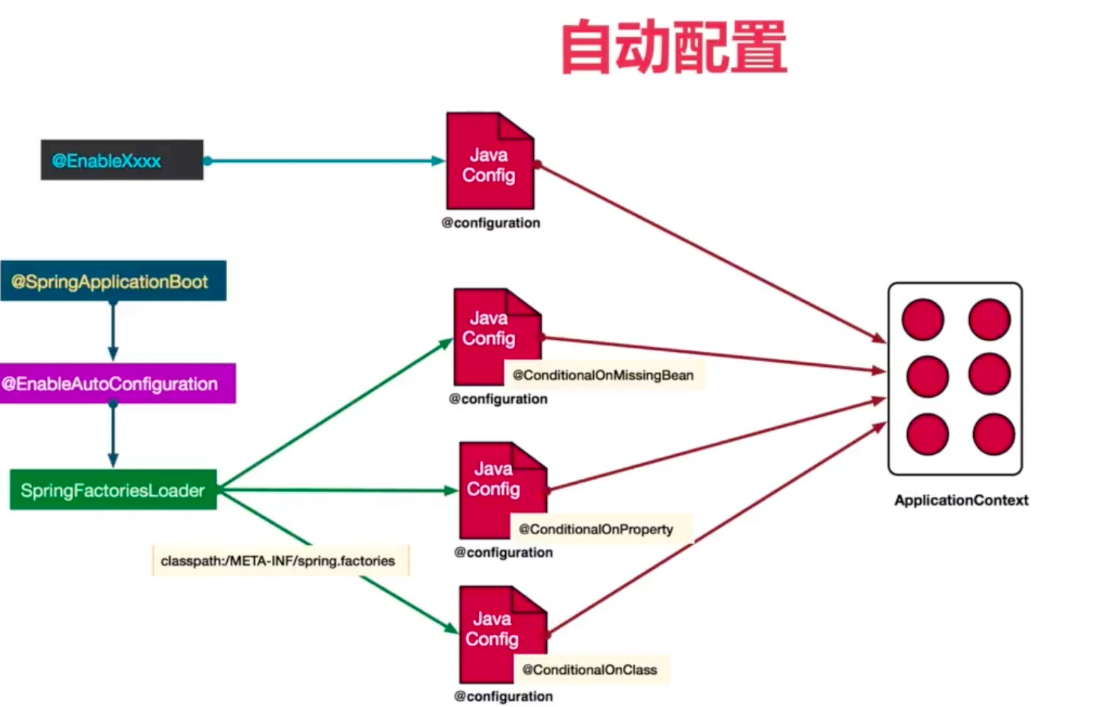 自动配置
@EnableXxxx
Java
Config
@configuration
@SpringApplicationBoot
@EnableAutoConfiguration
SpringFactoriesLoader
classpath:/META-INF/spring.factories
Java
Config
@ConditionalOnMissingBean
@configuration
Java
Config
@ConditionalOnProperty
@configuration
Java
Config
@ConditionalOnClass
@configuration
ApplicationContext